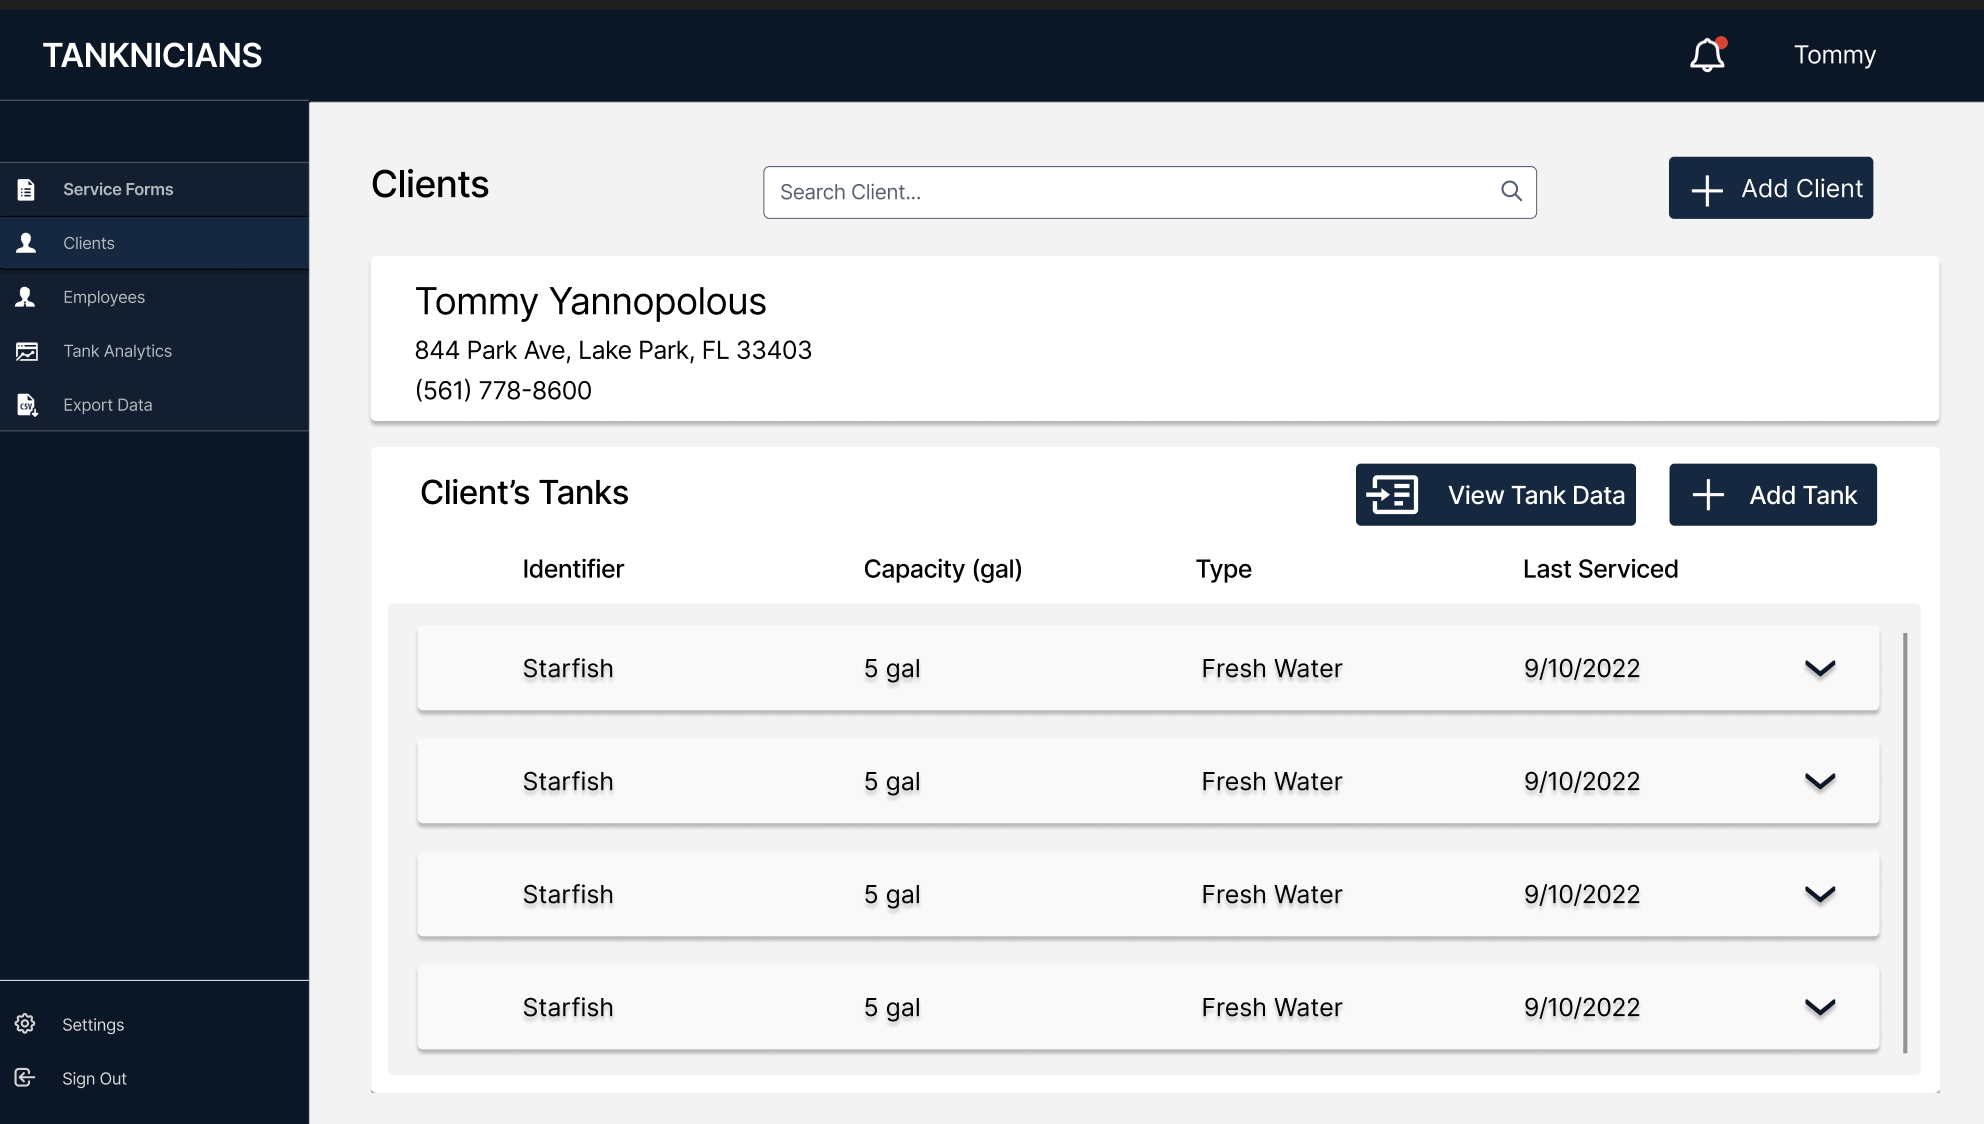 TANKNICIANS
Tommy
Service Forms
Clients
Employees
Tank Analytics
CSV
Export Data
Settings
Sign Out
Clients
Search Client...
Add Client
Tommy Yannopolous
844 Park Ave, Lake Park, FL 33403
(561) 778-8600
Client’s Tanks
View Tank Data
Add Tank
Identifier Capacity (gal) Type Last Serviced
Starfish 5 gal Fresh Water 9/10/2022
Starfish 5 gal Fresh Water 9/10/2022
Starfish 5 gal Fresh Water 9/10/2022
Starfish 5 gal Fresh Water 9/10/2022